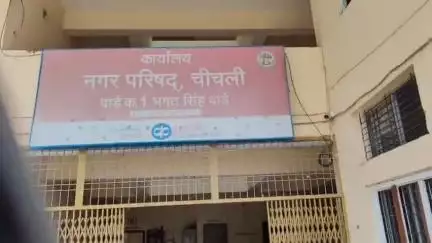 कार्यालय
नगर परिषद्, चीचली
वार्ड क्र. 1 भगत सिंह वार्ड